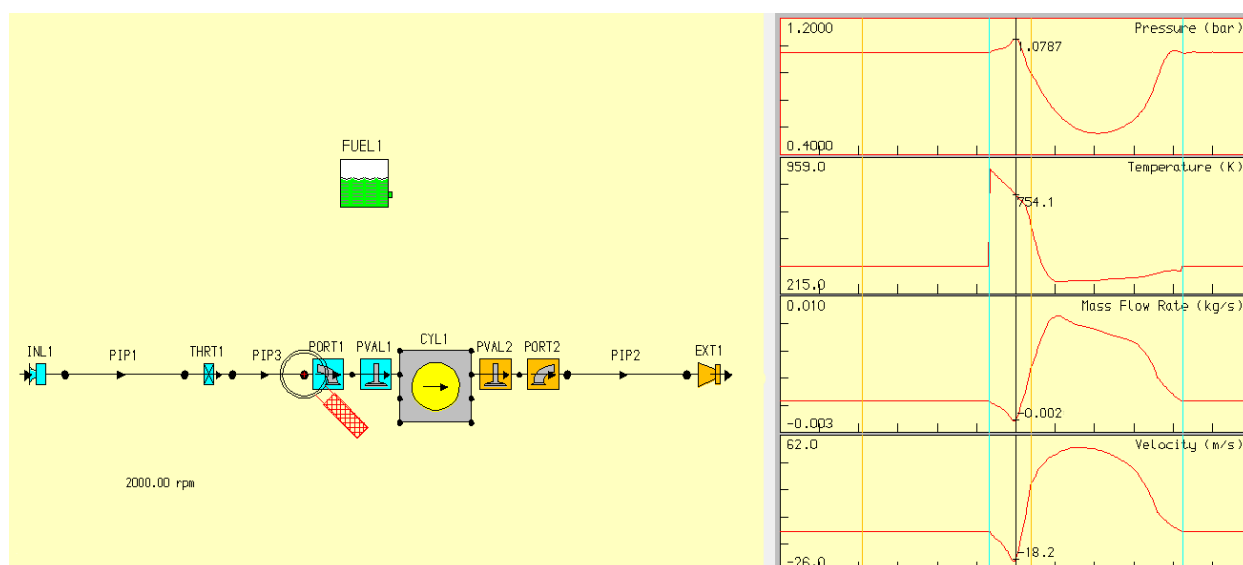 FUEL1
INL1
PIP1
THRT1
PIP3
PORT1
PVAL1
CYL1
PVAL2
PORT2
PIP2
EXT1
2000.00 rpm
1.2000
Pressure (bar)
1.0787
0.4000
959.0
Temperature (K)
754.1
215.0
0.010
Mass Flow Rate (kg/s)
-0.002
-0.003
62.0
Velocity (m/s)
-18.2
-26.0